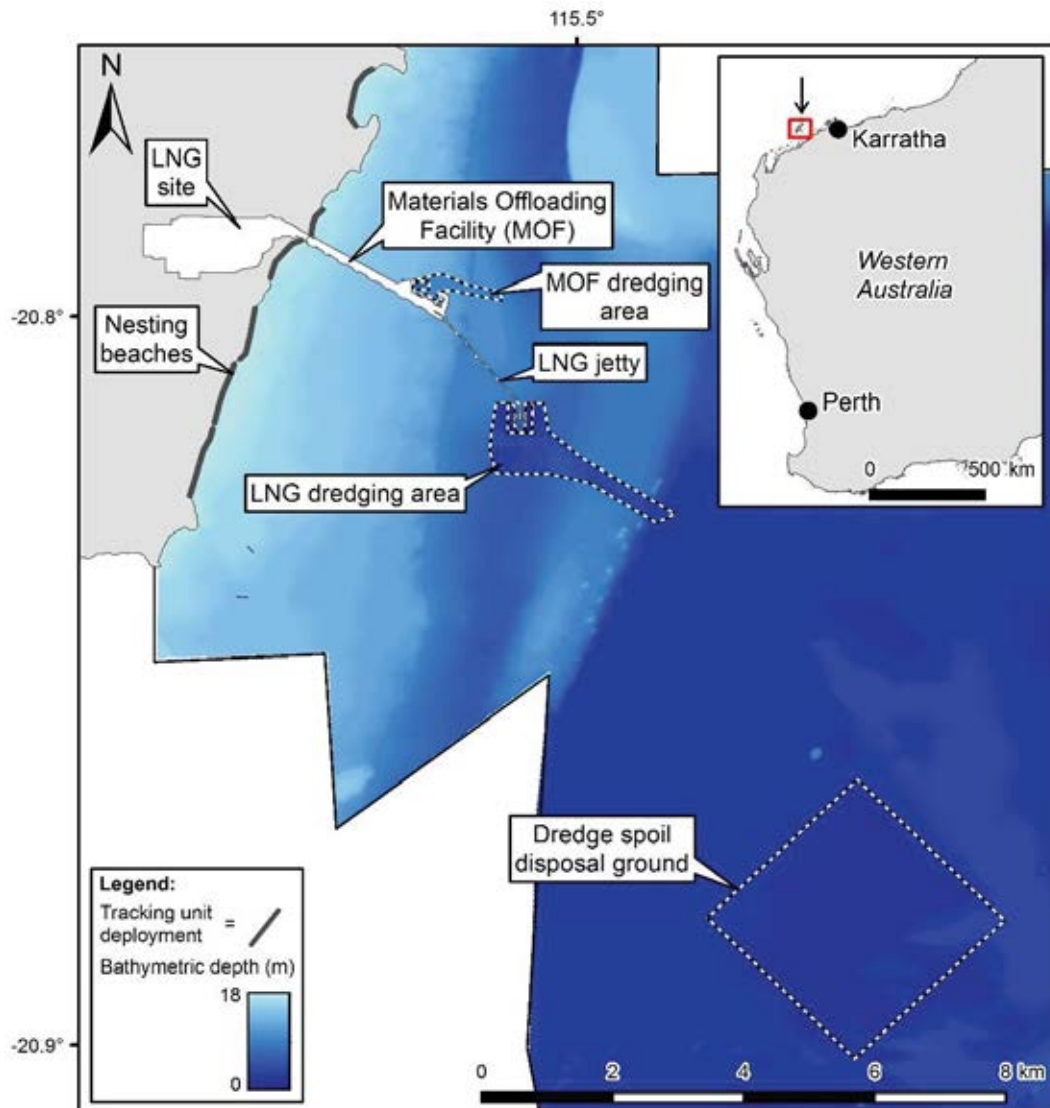 115.5°
N
LNG
site
Materials Offloading
Facility (MOF)
MOF dredging
area
-20.8°
Nesting
beaches
LNG jetty
LNG dredging area
Karratha
Western
Australia
Perth
0 500 km
Dredge spoil
disposal ground
Legend:
Tracking unit
deployment =
Bathymetric depth (m)
18
0
-20.9°
0 2 4 6 8 km